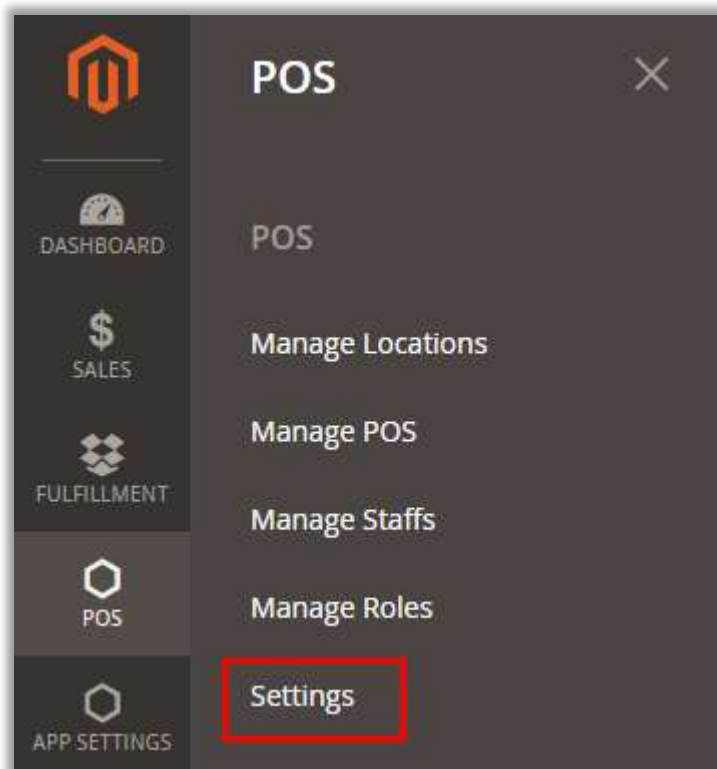 POS
DASHBOARD
POS
$
SALES
Manage Locations
Manage POS
FULFILLMENT
Manage Staffs
POS
Manage Roles
Settings
APP SETTINGS